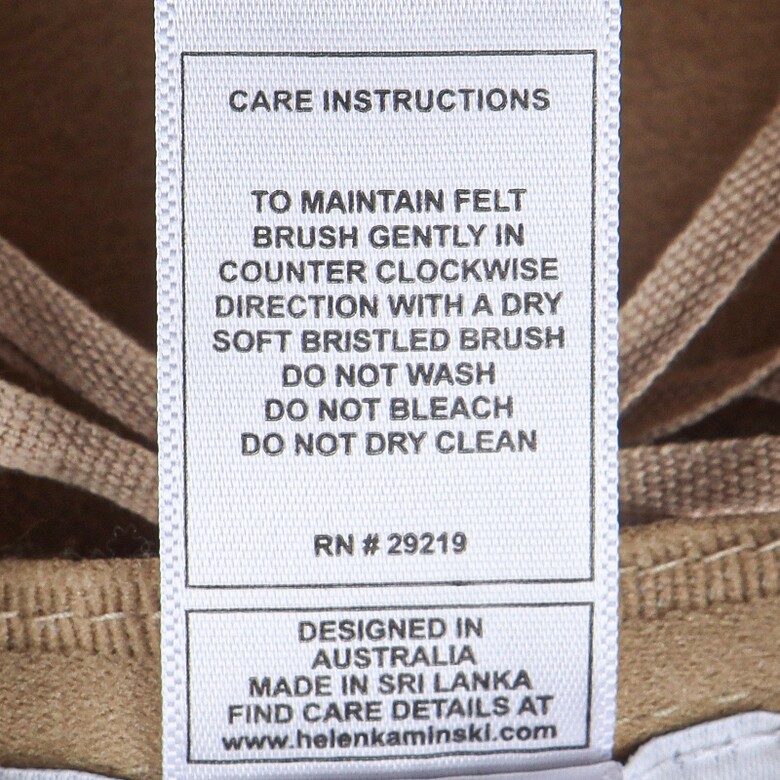 CARE INSTRUCTIONS
TO MAINTAIN FELT
BRUSH GENTLY IN
COUNTER CLOCKWISE
DIRECTION WITH A DRY
SOFT BRISTLED BRUSH
DO NOT WASH
DO NOT BLEACH
DO NOT DRY CLEAN
RN # 29219
DESIGNED IN
AUSTRALIA
MADE IN SRI LANKA
FIND CARE DETAILS AT
www.helenkaminski.com